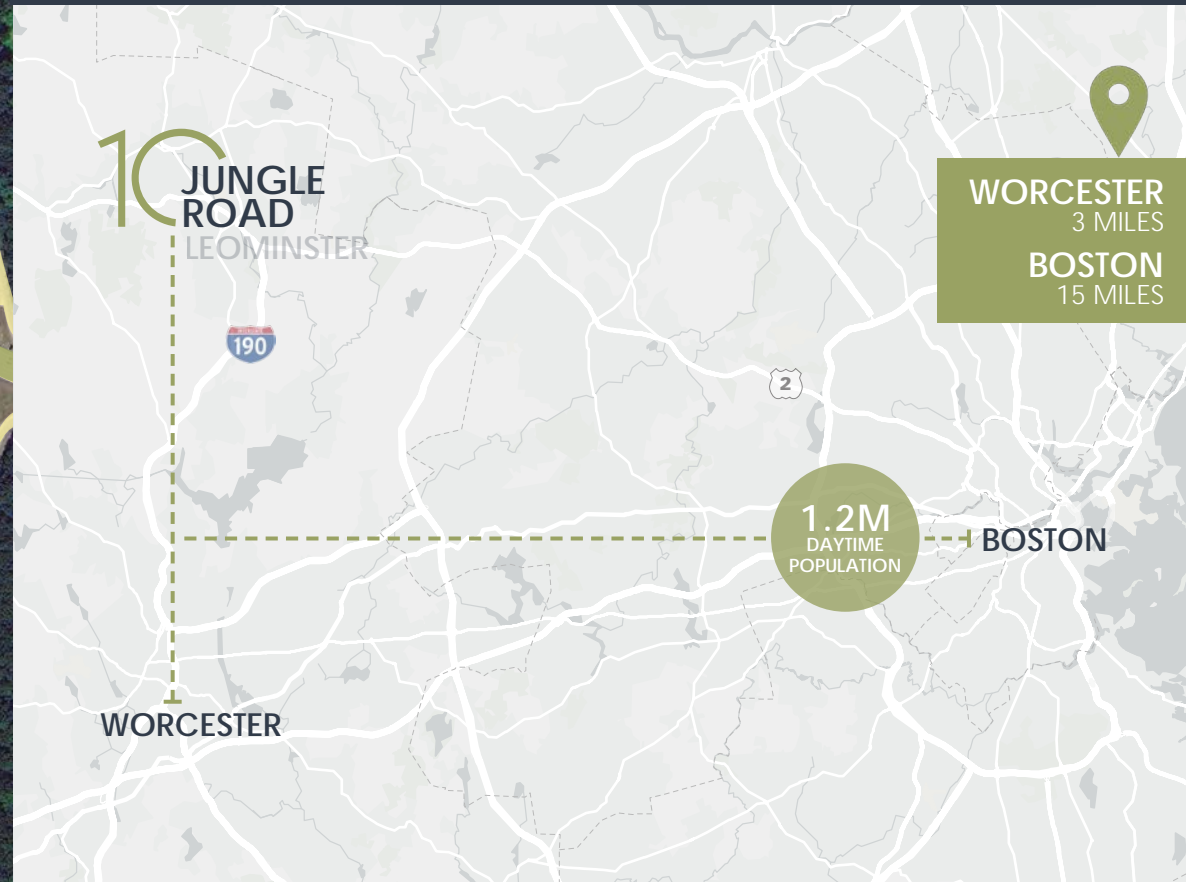 10
JUNGLE
ROAD
LEOMINSTER
WORCESTER
3 MILES
BOSTON
15 MILES
190
2
1.2M
DAYTIME
POPULATION
BOSTON
WORCESTER